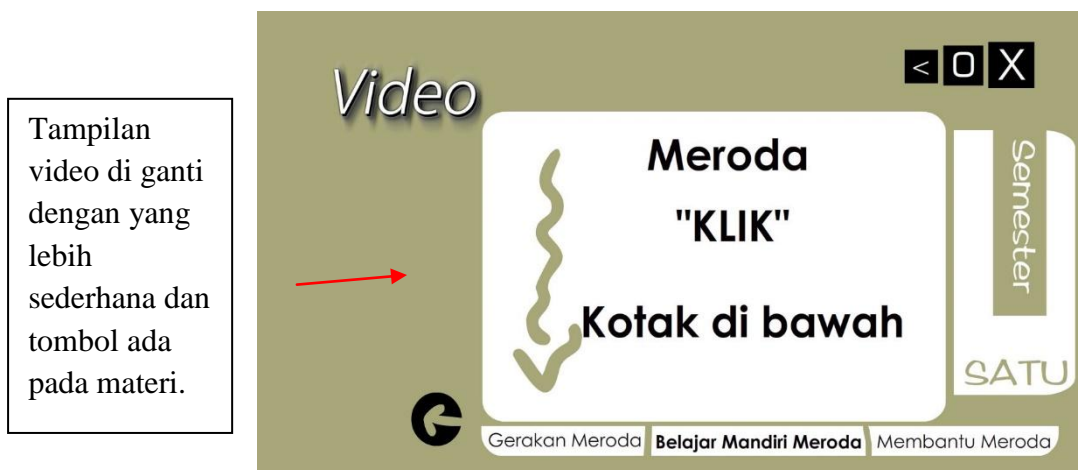 Tampilan
video di ganti
dengan yang
lebih
sederhana dan
tombol ada
pada materi.
Video
< O X
Meroda
"KLIK"
Kotak di bawah
Semester
SATU
Gerakan Meroda
Belajar Mandiri Meroda
Membantu Meroda